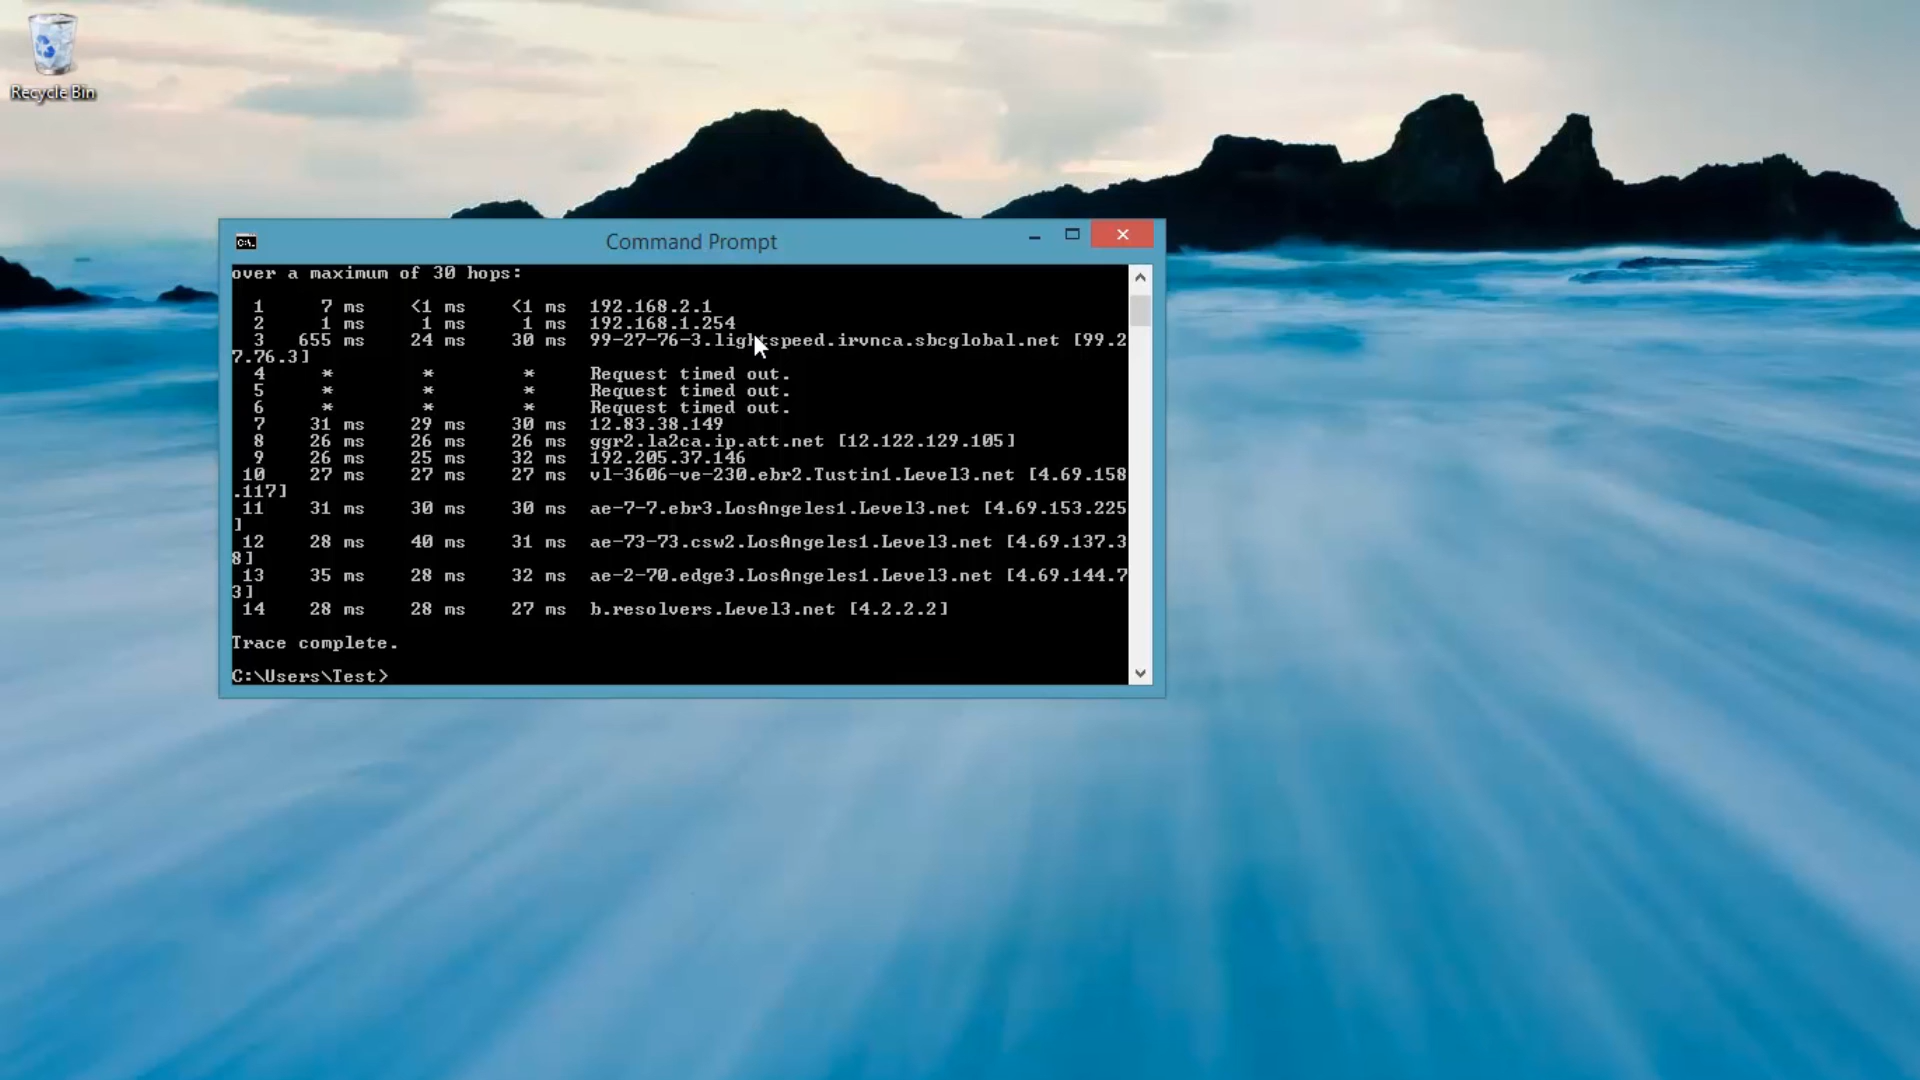 Recycle Bin
Command Prompt
over a maximum of 30 hops:
1 7 ms <1 ms <1 ms 192.168.2.1
2 1 ms 1 ms 1 ms 192.168.1.254
3 655 ms 24 ms 30 ms 99-27-76-3.lightspeed.irvnca.sbcglobal.net [99.2
7.76.3]
4 * * * Request timed out.
5 * * * Request timed out.
6 * * * Request timed out.
7 31 ms 29 ms 30 ms 12.83.38.149
8 26 ms 26 ms 26 ms ggr2.la2ca.ip.att.net [12.122.129.105]
9 26 ms 25 ms 32 ms 192.205.37.146
10 27 ms 27 ms 27 ms vl-3606-ve-230.ebr2.Tustin1.Level3.net [4.69.158
.117]
11 31 ms 30 ms 30 ms ae-7-7.ebr3.LosAngeles1.Level3.net [4.69.153.225
]
12 28 ms 40 ms 31 ms ae-73-73.csw2.LosAngeles1.Level3.net [4.69.137.3
8]
13 35 ms 28 ms 32 ms ae-2-70.edge3.LosAngeles1.Level3.net [4.69.144.7
3]
14 28 ms 28 ms 27 ms b.resolvers.Level3.net [4.2.2.2]
Trace complete.
C:\Users\Test>